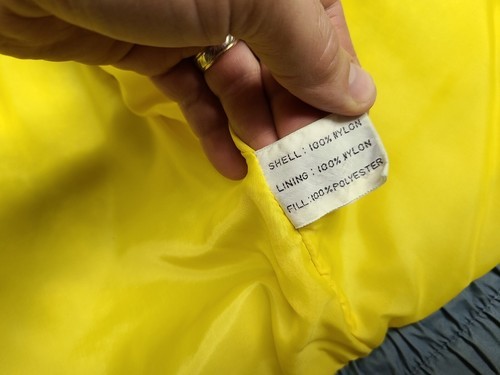 SHELL: 100% NYLON
LINING: 100% NYLON
FILL: 100% POLYESTER